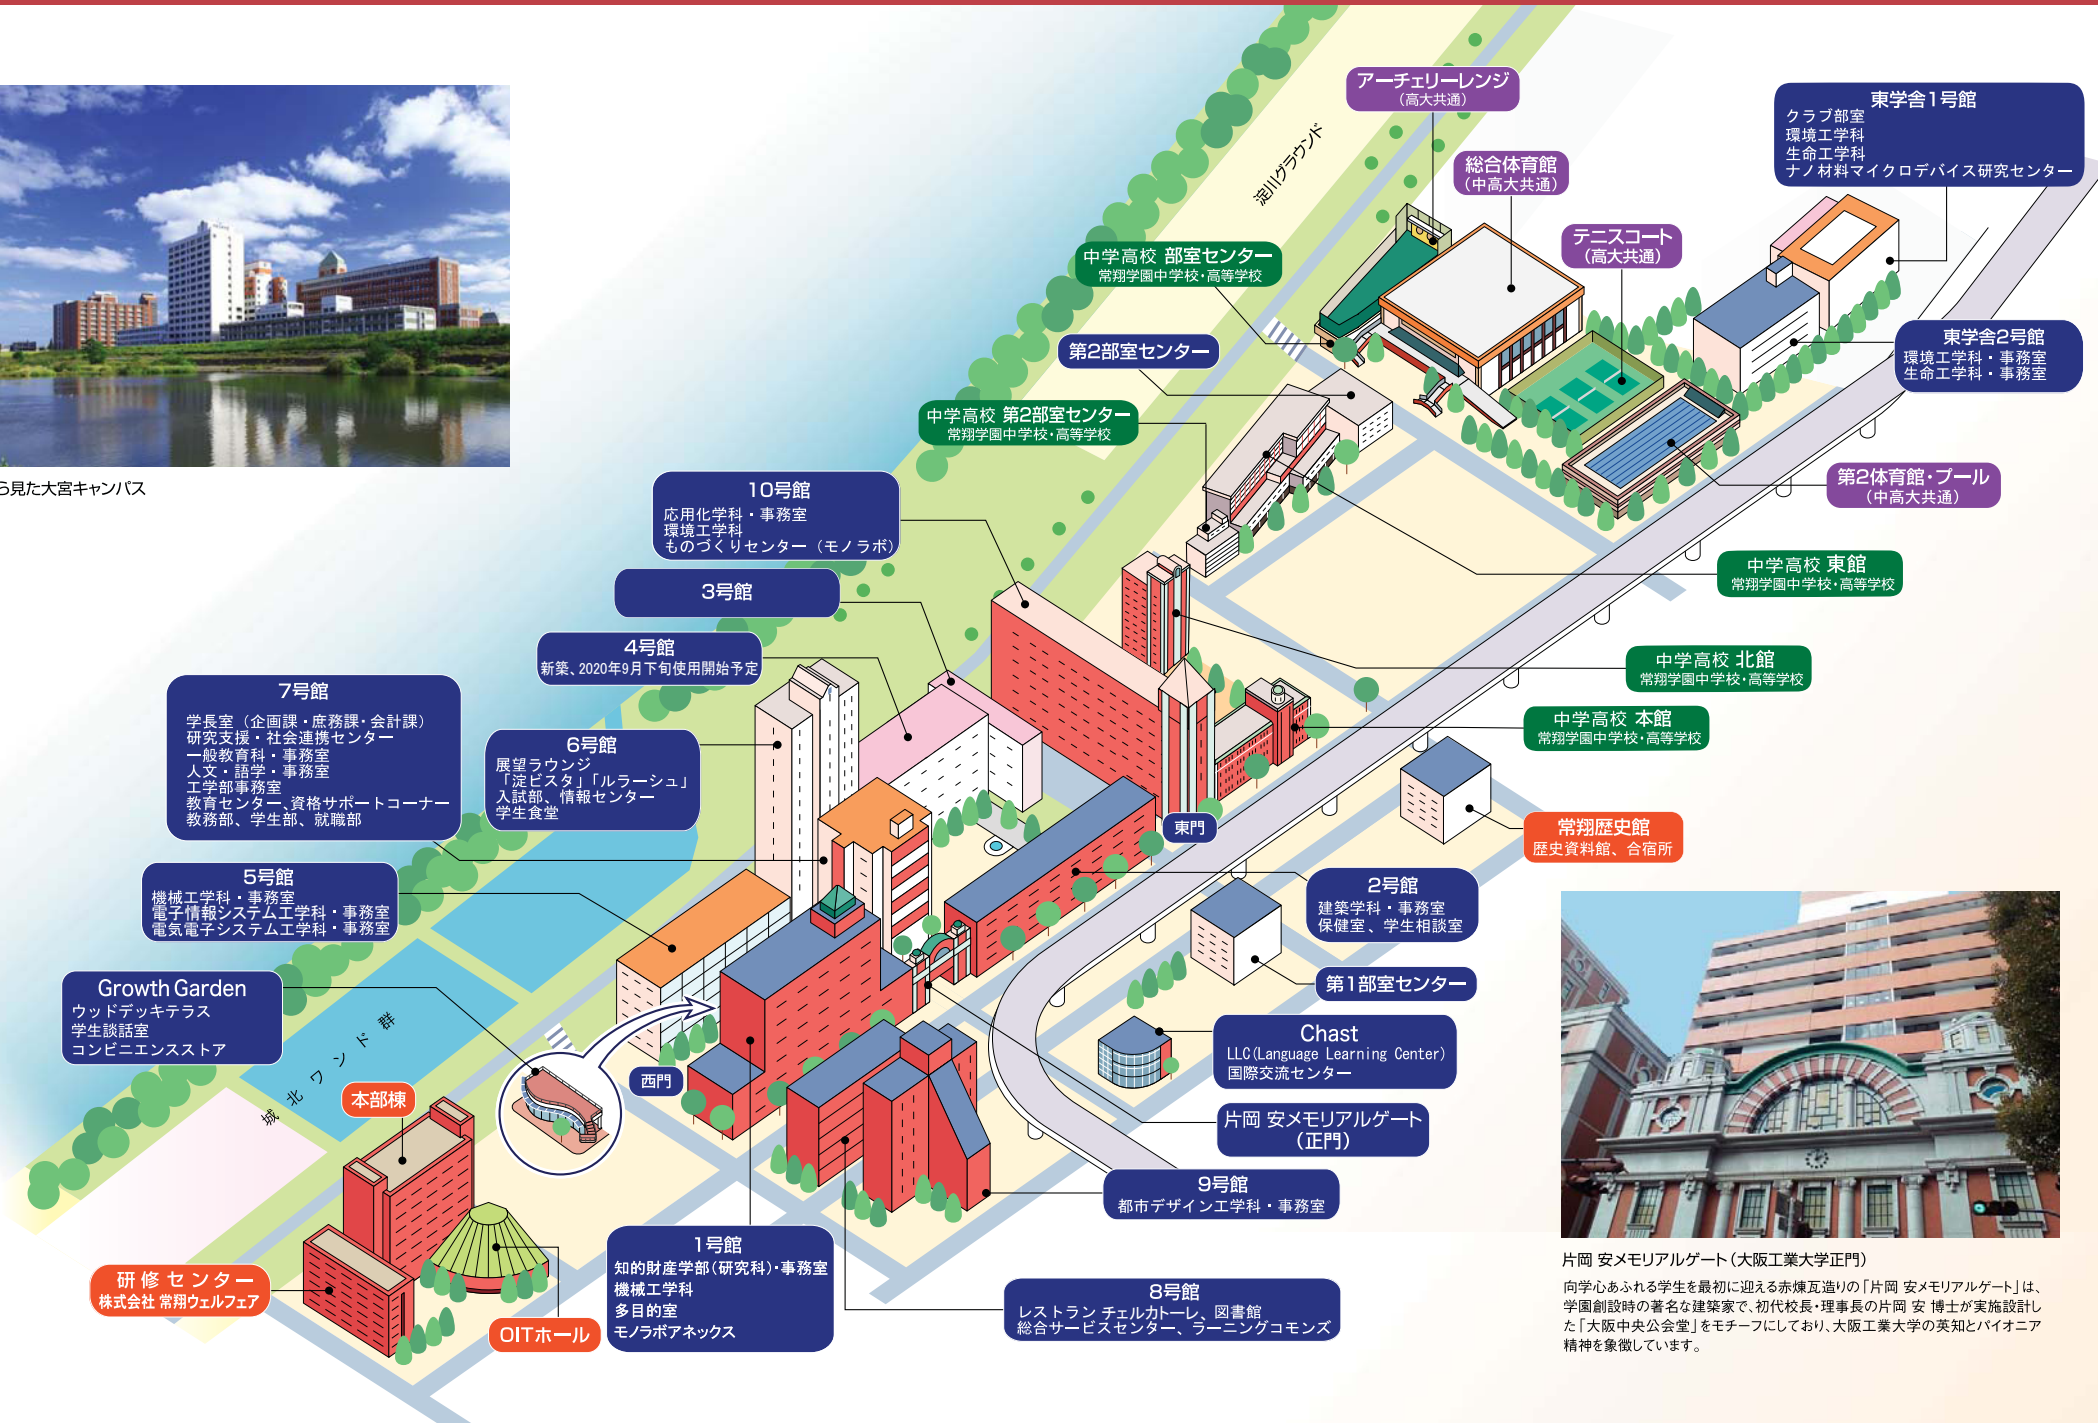 ら見た大宮キャンパス
淀川グラウンド
アーチェリーレンジ
(高大共通)
総合体育館
(中高大共通)
テニスコート
(高大共通)
東学舎1号館
クラブ部室
環境工学科
生命工学科
ナノ材料マイクロデバイス研究センター
東学舎2号館
環境工学科・事務室
生命工学科・事務室
中学高校 部室センター
常翔学園中学校・高等学校
第2部室センター
中学高校 第2部室センター
常翔学園中学校・高等学校
第2体育館・プール
(中高大共通)
中学高校 東館
常翔学園中学校・高等学校
中学高校 北館
常翔学園中学校・高等学校
中学高校 本館
常翔学園中学校・高等学校
10号館
応用化学科・事務室
環境工学科
ものづくりセンター(モノラボ)
3号館
4号館
新築、2020年9月下旬使用開始予定
7号館
学長室(企画課・庶務課・会計課)
研究支援・社会連携センター
一般教育科・事務室
人文・語学・事務室
工学部事務室
教育センター、資格サポートコーナー
教務部、学生部、就職部
6号館
展望ラウンジ
「淀ビスタ」「ルラーシュ」
入試部、情報センター
学生食堂
5号館
機械工学科・事務室
電子情報システム工学科・事務室
電気電子システム工学科・事務室
Growth Garden
ウッドデッキテラス
学生談話室
コンビニエンスストア
城北ワンド群
東門
西門
常翔歴史館
歴史資料館、合宿所
2号館
建築学科・事務室
保健室、学生相談室
第1部室センター
Chast
LLC(Language Learning Center)
国際交流センター
片岡 安メモリアルゲート
(正門)
9号館
都市デザイン工学科・事務室
8号館
レストラン チェルカトーレ、図書館
総合サービスセンター、ラーニングコモンズ
1号館
知的財産学部(研究科)・事務室
機械工学科
多目的室
モノラボアネックス
本部棟
研修センター
株式会社 常翔ウェルフェア
OITホール
片岡 安メモリアルゲート(大阪工業大学正門)
向学心あふれる学生を最初に迎える赤煉瓦造りの「片岡 安メモリアルゲート」は、
学園創設時の著名な建築家で、初代校長・理事長の片岡 安 博士が実施設計し
た「大阪中央公会堂」をモチーフにしており、大阪工業大学の英知とパイオニア
精神を象徴しています。